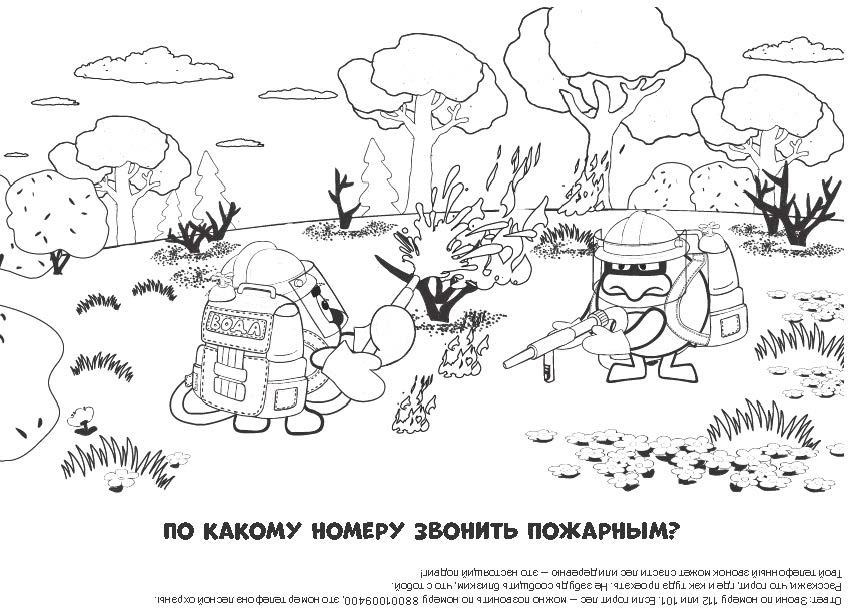 ВОДА
ПО КАКОМУ НОМЕРУ ЗВОНИТЬ ПОЖАРНЫМ?
Ответ: Звони по номеру 112 или 101. Если горит лес — можно позвонить по номеру 88001009400, это номер телефона лесной охраны.
Расскажи, что горит, где и как туда проехать. Не забудь сообщить близким, что с тобой.
Твой телефонный звонок может спасти лес или деревню — это настоящий подвиг!